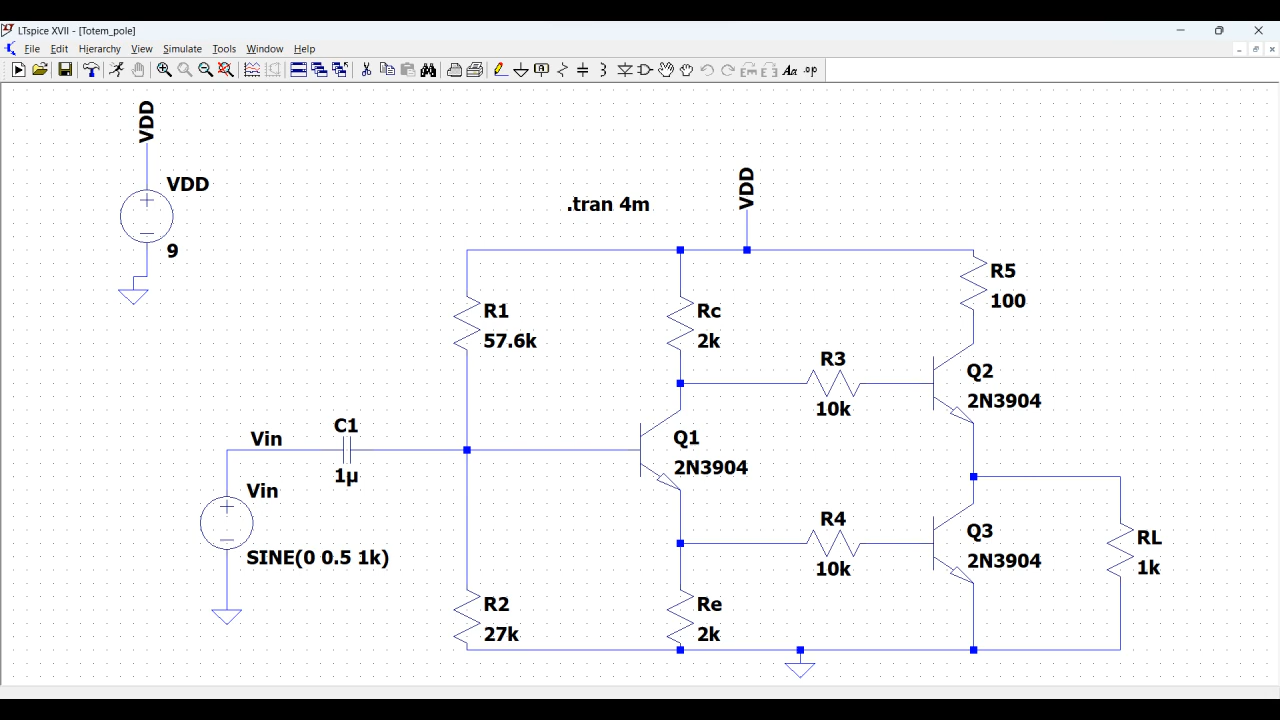 LTspice XVII - [Totem_pole]
File Edit Hierarchy View Simulate Tools Window Help
Aa .op
VDD
VDD
9
.tran 4m
VDD
R1
57.6k
Rc
2k
R5
100
R3
10k
Q2
2N3904
Vin
C1
1µ
Q1
2N3904
Vin
SINE(0 0.5 1k)
R4
10k
Q3
2N3904
RL
1k
R2
27k
Re
2k